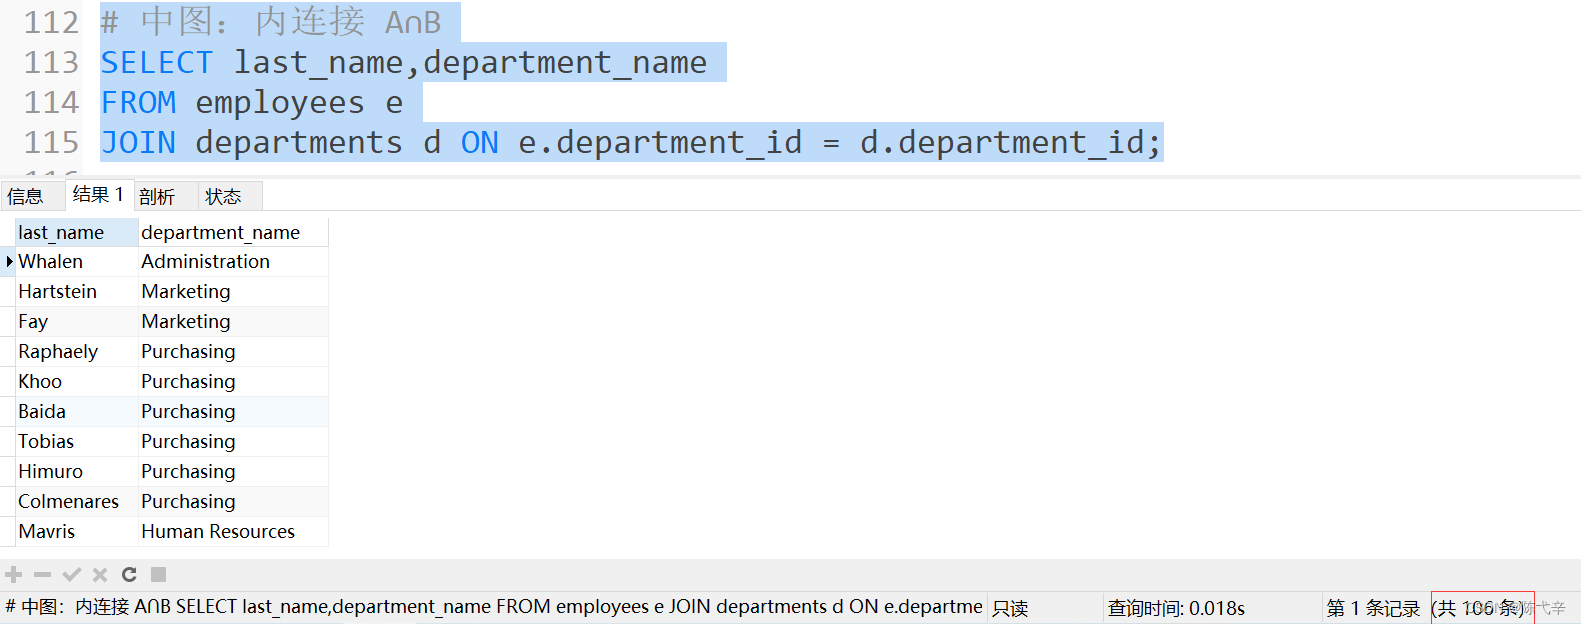 112 # 中图：内连接 A∩B
113 SELECT last_name,department_name
114 FROM employees e
115 JOIN departments d ON e.department_id = d.department_id;
信息 结果 1 剖析 状态
last_name department_name
Whalen Administration
Hartstein Marketing
Fay Marketing
Raphaely Purchasing
Khoo Purchasing
Baida Purchasing
Tobias Purchasing
Himuro Purchasing
Colmenares Purchasing
Mavris Human Resources
# 中图：内连接 A∩B SELECT last_name,department_name FROM employees e JOIN departments d ON e.departme 只读 查询时间: 0.018s 第 1 条记录 (共 106 条)
CSDN @陈弋辛